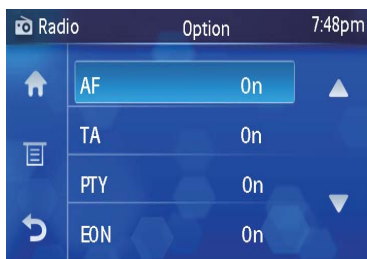 Radio Option 7:48pm
AF On
TA On
PTY On
EON On